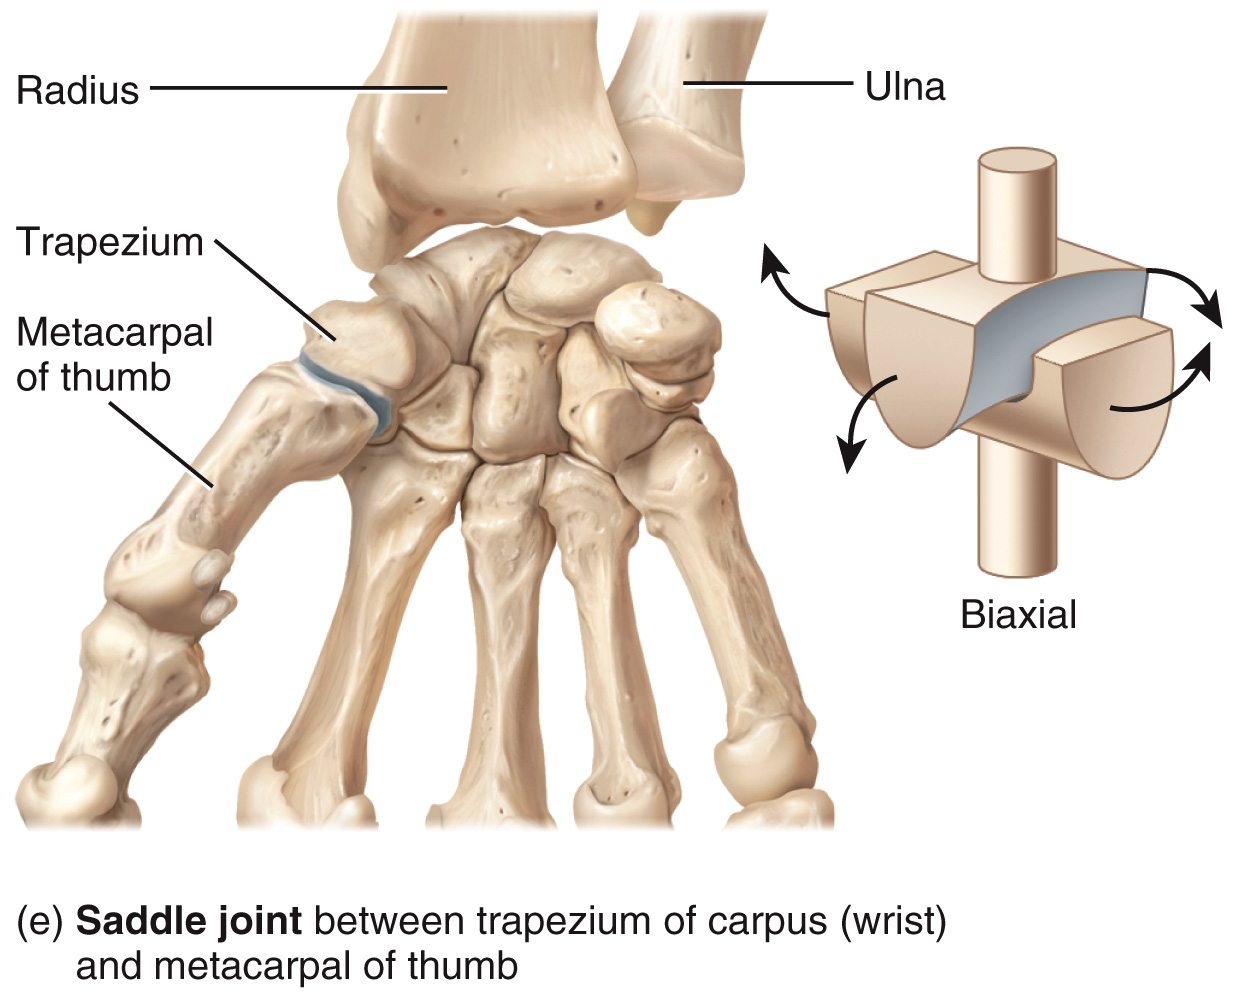 Radius
Ulna
Trapezium
Metacarpal
of thumb
Biaxial
(e) Saddle joint between trapezium of carpus (wrist)
and metacarpal of thumb